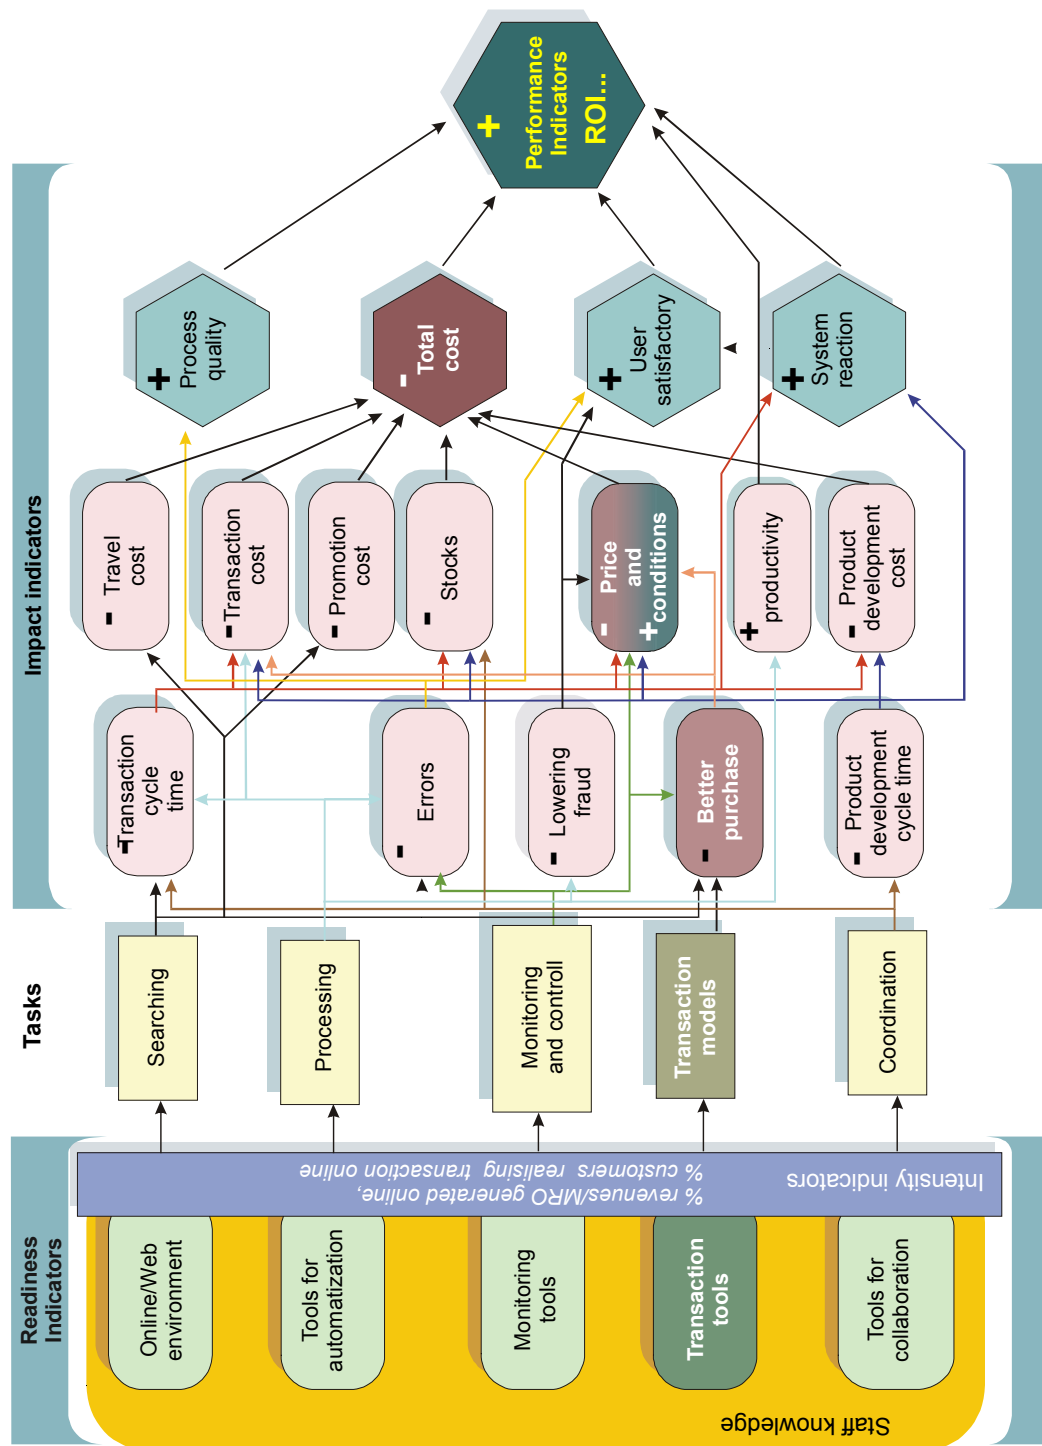 Readiness
Indicators
Tasks
Impact indicators
Staff knowledge
Online/Web
environment
Tools for
automatization
Monitoring
tools
Transaction
tools
Tools for
collaboration
% revenues/MRO generated online,
% customers realising transaction online
Intensity indicators
Searching
Processing
Monitoring
and controll
Transaction
models
Coordination
-
Transaction
cycle
time
-
Errors
-
Lowering
fraud
-
Better
purchase
-
Product
development
cycle time
-
Travel
cost
-
Transaction
cost
-
Promotion
cost
-
Stocks
-
Price
and
+
conditions
+
productivity
-
Product
development
cost
+
Process
quality
-
Total
cost
+
User
satisfactory
+
System
reaction
+
Performance
Indicators
ROI...